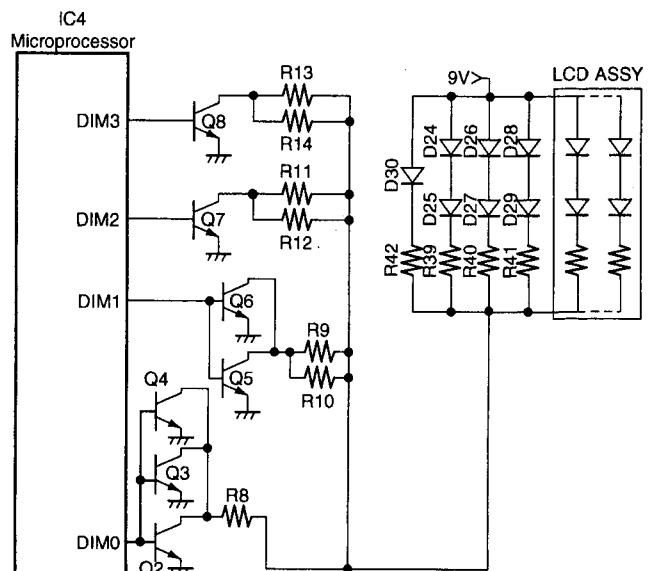 IC4
Microprocessor
DIM3
Q8
R13
R14
DIM2
Q7
R11
R12
DIM1
Q6
Q5
R9
R10
Q4
Q3
R8
DIM0
Q2
9V
LCD ASSY
D30
D24
D26
D28
D25
D27
D29
R42
R39
R40
R41